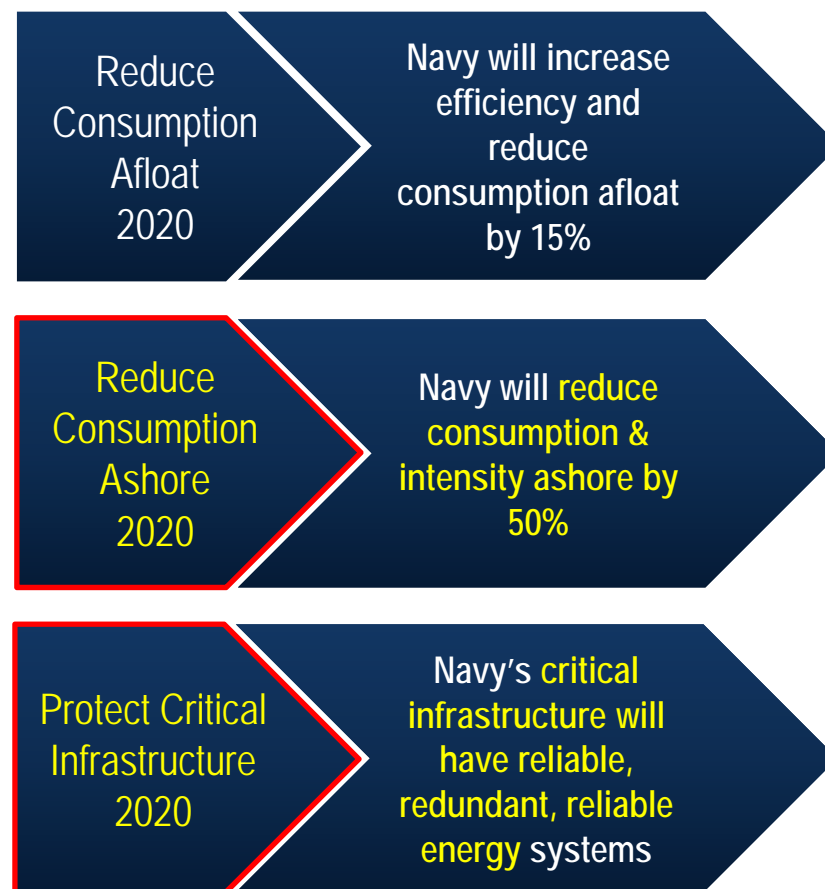 Reduce
Consumption
Afloat
2020
Navy will increase
efficiency and
reduce
consumption afloat
by 15%
Reduce
Consumption
Ashore
2020
Navy will reduce
consumption &
intensity ashore by
50%
Protect Critical
Infrastructure
2020
Navy’s critical
infrastructure will
have reliable,
redundant, reliable
energy systems